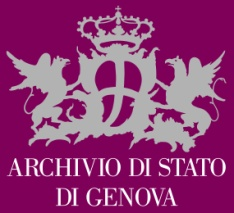 ARCHIVIO DI STATO
DI GENOVA